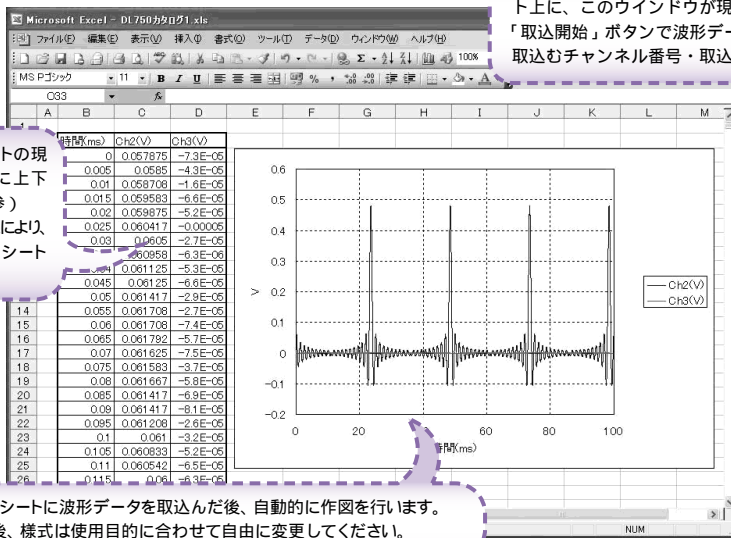 Microsoft Excel - DL750カタログ1.xls
ファイル(F) 編集(E) 表示(V) 挿入(I) 書式(O) ツール(T) データ(D) ウィンドウ(W) ヘルプ(H)
100%
MS Pゴシック 11 B I U
O33 fx
ト上に、このウインドウが現
「取込開始」ボタンで波形デー
取込むチャンネル番号・取込
A B C D E F G H I J K L M
時間(ms) Ch2(V) Ch3(V)
0 0.057875 -7.3E-05
0.005 0.0585 -4.3E-05
0.01 0.058708 -1.6E-05
0.015 0.059583 -6.6E-05
0.02 0.059875 -5.2E-05
0.025 0.060417 -0.00005
0.03 0.0605 -2.7E-05
060958 -6.3E-06
0.061125 -5.3E-05
0.045 0.06125 -6.6E-05
0.05 0.061417 -2.9E-05
14 0.055 0.061708 -2.7E-05
15 0.06 0.061708 -7.4E-05
16 0.065 0.061792 -5.7E-05
17 0.07 0.061625 -7.5E-05
18 0.075 0.061583 -3.7E-05
19 0.08 0.061667 -5.8E-05
20 0.085 0.061417 -6.9E-05
21 0.09 0.061417 -8.1E-05
22 0.095 0.061208 -2.6E-05
23 0.1 0.061 -3.2E-05
24 0.105 0.060833 -5.2E-05
25 0.11 0.060542 -6.5E-05
26 0.115 0.06 -6.3E-05
トの現
に上下
参)
により、
シート
0.6
0.5
0.4
0.3
0.2
0.1
0
-0.1
-0.2
V
0 20 60 80 100
時間(ms)
Ch2(V)
Ch3(V)
シートに波形データを取込んだ後、自動的に作図を行います。
後、様式は使用目的に合わせて自由に変更してください。
NUM